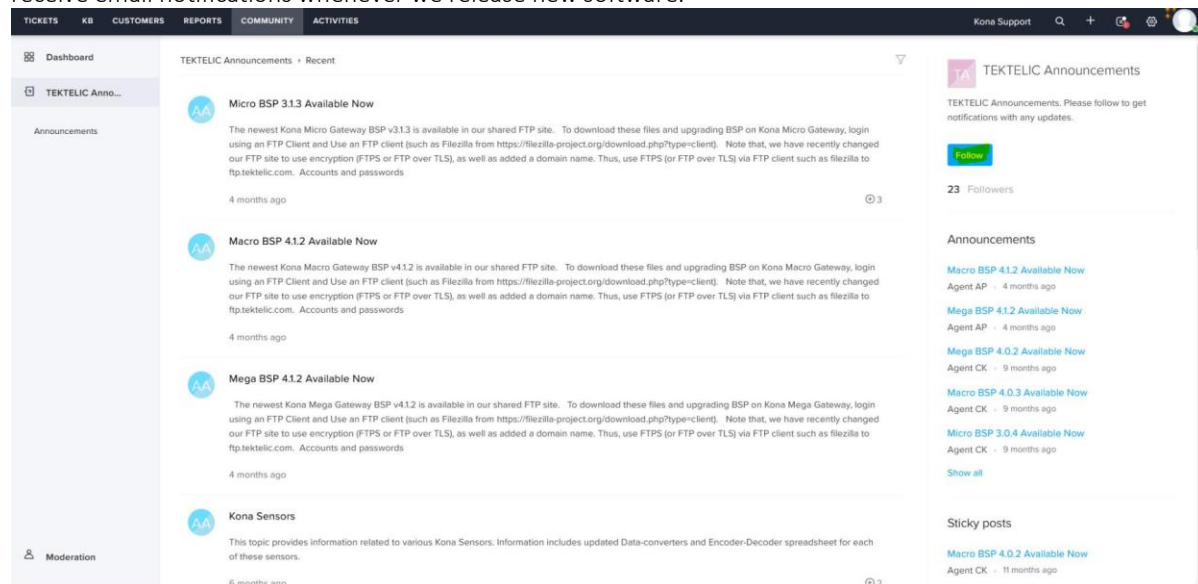 receive email notifications whenever we release new software.
TICKETS KB CUSTOMERS REPORTS COMMUNITY ACTIVITIES Kona Support
Dashboard
TEKTELIC Anno...
Announcements
TEKTELIC Announcements › Recent
AA
Micro BSP 3.1.3 Available Now
The newest Kona Micro Gateway BSP v3.1.3 is available in our shared FTP site. To download these files and upgrading BSP on Kona Micro Gateway, login
using an FTP Client and Use an FTP client (such as Filezilla from https://filezilla-project.org/download.php?type=client). Note that, we have recently changed
our FTP site to use encryption (FTPS or FTP over TLS), as well as added a domain name. Thus, use FTPS (or FTP over TLS) via FTP client such as filezilla to
ftp.tektelic.com. Accounts and passwords
4 months ago 3
AA
Macro BSP 4.1.2 Available Now
The newest Kona Macro Gateway BSP v4.1.2 is available in our shared FTP site. To download these files and upgrading BSP on Kona Macro Gateway, login
using an FTP Client and Use an FTP client (such as Filezilla from https://filezilla-project.org/download.php?type=client). Note that, we have recently changed
our FTP site to use encryption (FTPS or FTP over TLS), as well as added a domain name. Thus, use FTPS (or FTP over TLS) via FTP client such as filezilla to
ftp.tektelic.com. Accounts and passwords
4 months ago
AA
Mega BSP 4.1.2 Available Now
The newest Kona Mega Gateway BSP v4.1.2 is available in our shared FTP site. To download these files and upgrading BSP on Kona Mega Gateway, login
using an FTP Client and Use an FTP client (such as Filezilla from https://filezilla-project.org/download.php?type=client). Note that, we have recently changed
our FTP site to use encryption (FTPS or FTP over TLS), as well as added a domain name. Thus, use FTPS (or FTP over TLS) via FTP client such as filezilla to
ftp.tektelic.com. Accounts and passwords
4 months ago
AA
Kona Sensors
This topic provides information related to various Kona Sensors. Information includes updated Data-converters and Encoder-Decoder spreadsheet for each
of these sensors.
6 months ago 2
Moderation
TA TEKTELIC Announcements
TEKTELIC Announcements. Please follow to get
notifications with any updates.
Follow
23 Followers
Announcements
Macro BSP 4.1.2 Available Now
Agent AP · 4 months ago
Mega BSP 4.1.2 Available Now
Agent AP · 4 months ago
Mega BSP 4.0.2 Available Now
Agent CK · 9 months ago
Macro BSP 4.0.3 Available Now
Agent CK · 9 months ago
Micro BSP 3.0.4 Available Now
Agent CK · 9 months ago
Show all
Sticky posts
Macro BSP 4.0.2 Available Now
Agent CK · 11 months ago